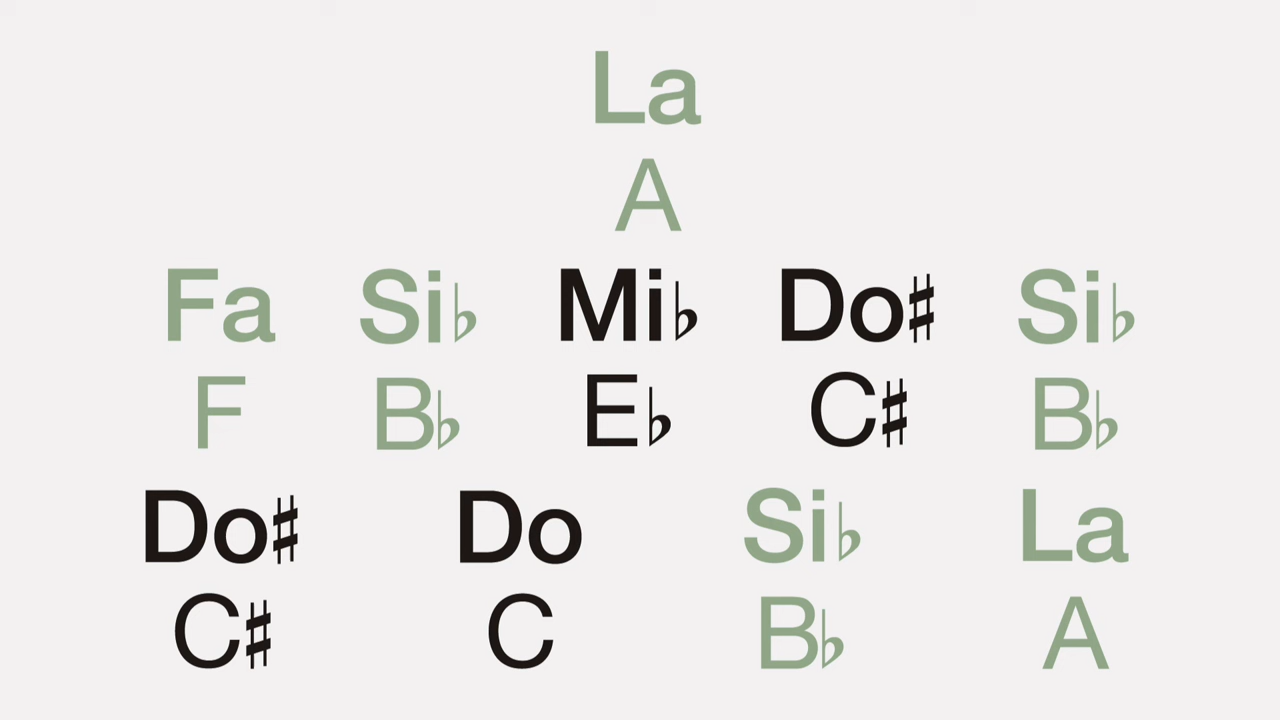 La
A
Fa Si♭ Mi♭ Do♯ Si♭
F B♭ E♭ C♯ B♭
Do♯ Do Si♭ La
C♯ C B♭ A